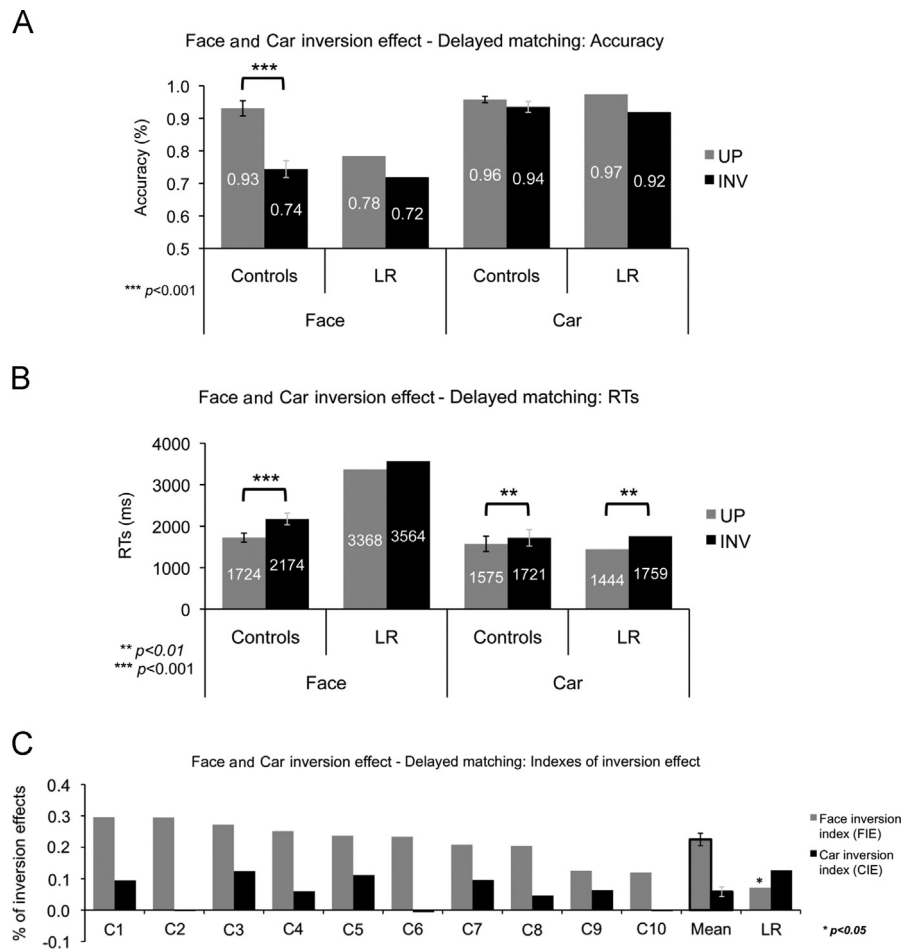 A
Face and Car inversion effect - Delayed matching: Accuracy
***
Accuracy (%)
1.0
0.9
0.8
0.7
0.6
0.5
0.93
0.74
0.78
0.72
0.96
0.94
0.97
0.92
UP
INV
Controls LR Controls LR
*** p<0.001
Face Car
B
Face and Car inversion effect - Delayed matching: RTs
RTs (ms)
4000
3000
2000
1000
0
***
**
**
1724
2174
3368
3564
1575
1721
1444
1759
UP
INV
Controls LR Controls LR
** p<0.01
*** p<0.001
Face Car
C
Face and Car inversion effect - Delayed matching: Indexes of inversion effect
% of inversion effects
0.4
0.3
0.2
0.1
0.0
-0.1
*
Face inversion
index (FIE)
Car inversion
index (CIE)
C1 C2 C3 C4 C5 C6 C7 C8 C9 C10 Mean LR
* p<0.05